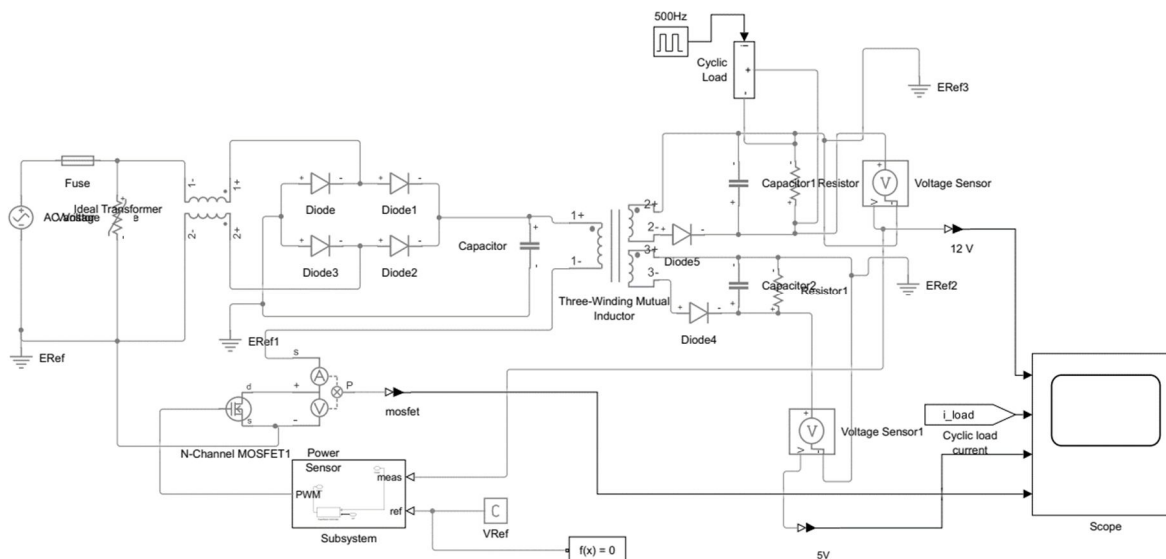 500Hz
Cyclic
Load
ERef3
Fuse
Ideal Transformer
1-
1+
2-
2+
Diode
Diode1
Diode3
Diode2
Capacitor
1+
1-
2+
2-
3+
3-
Three-Winding Mutual
Inductor
Diode5
Diode4
Capacitor1
Resistor
Capacitor2
Resistor1
V
Voltage Sensor
V
12 V
ERef2
ERef
ERef1
s
A
V
P
mosfet
d
s
N-Channel MOSFET1
Power
Sensor
PWM
meas
ref
Subsystem
C
VRef
f(x) = 0
V
Voltage Sensor1
V
5V
i_load
Cyclic load
current
Scope